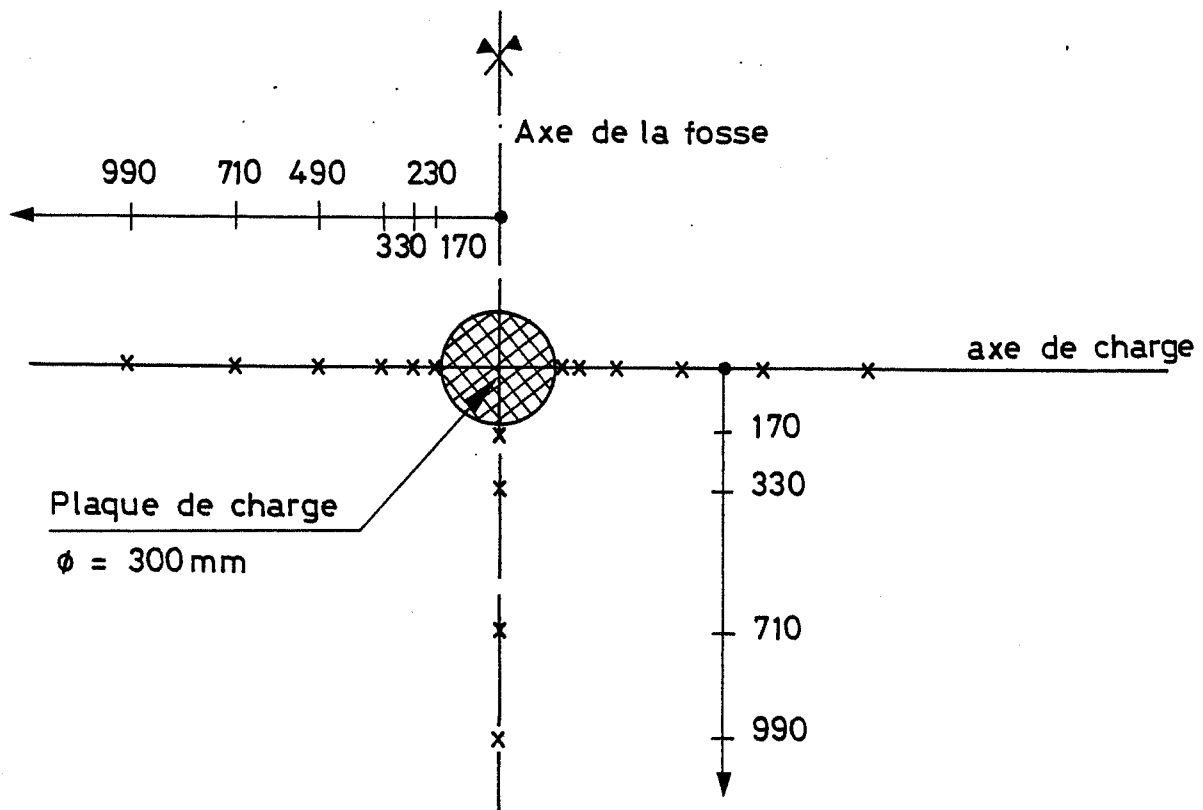 Axe de la fosse
990 710 490 230
330 170
axe de charge
170
330
Plaque de charge
ϕ = 300 mm
710
990